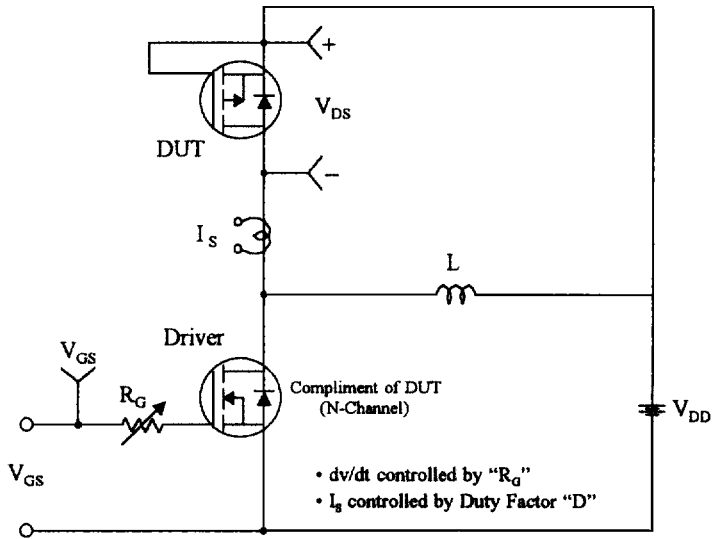 +
V_DS
DUT
–
I_S
L
Driver
V_GS
R_G
Compliment of DUT
(N-Channel)
V_DD
V_GS
• dv/dt controlled by “R_G”
• I_S controlled by Duty Factor “D”